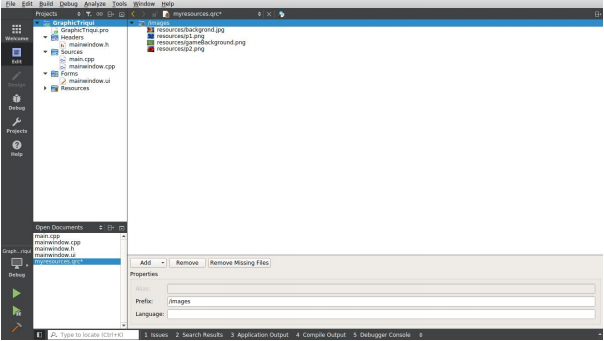 File Edit Build Debug Analyze Tools Window Help
Projects
myresources.qrc*
GraphicTriqui
/images
GraphicTriqui.pro
resources/backgrond.jpg
Headers
resources/p1.png
mainwindow.h
resources/gameBackground.png
Sources
resources/p2.png
main.cpp
mainwindow.cpp
Forms
mainwindow.ui
Resources
Welcome
Edit
Design
Debug
Projects
Help
Open Documents
main.cpp
mainwindow.cpp
mainwindow.h
mainwindow.ui
myresources.qrc*
Graph...riqui
Debug
Add Remove Remove Missing Files
Properties
Alias:
Prefix: /images
Language:
Type to locate (Ctrl+K) 1 Issues 2 Search Results 3 Application Output 4 Compile Output 5 Debugger Console